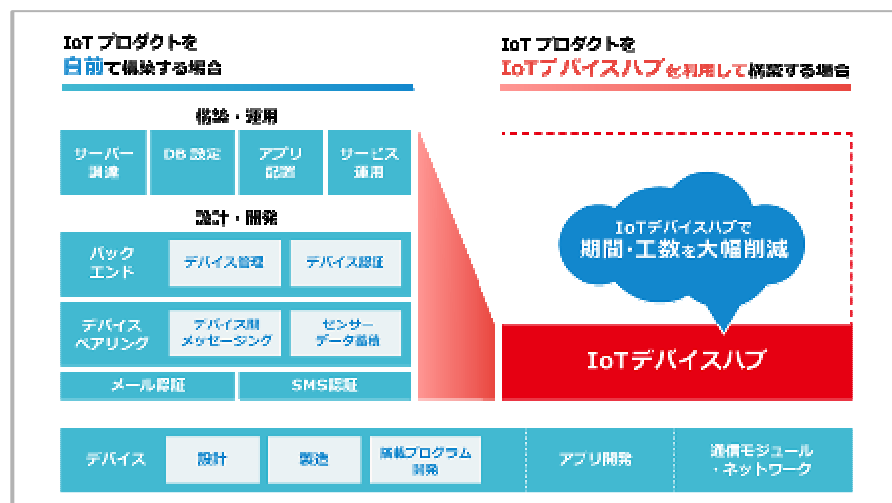 IoT プロダクトを
自前で構築する場合
IoT プロダクトを
IoTデバイスハブを利用して構築する場合
構築・運用
サーバー
調達
DB 設定
アプリ
配置
サービス
運用
設計・開発
バック
エンド
デバイス管理
デバイス認証
デバイス
ペアリング
デバイス間
メッセージング
センサー
データ蓄積
メール認証
SMS認証
IoTデバイスハブで
期間・工数を大幅削減
IoTデバイスハブ
デバイス
設計
製造
搭載プログラム
開発
アプリ開発
通信モジュール
・ネットワーク